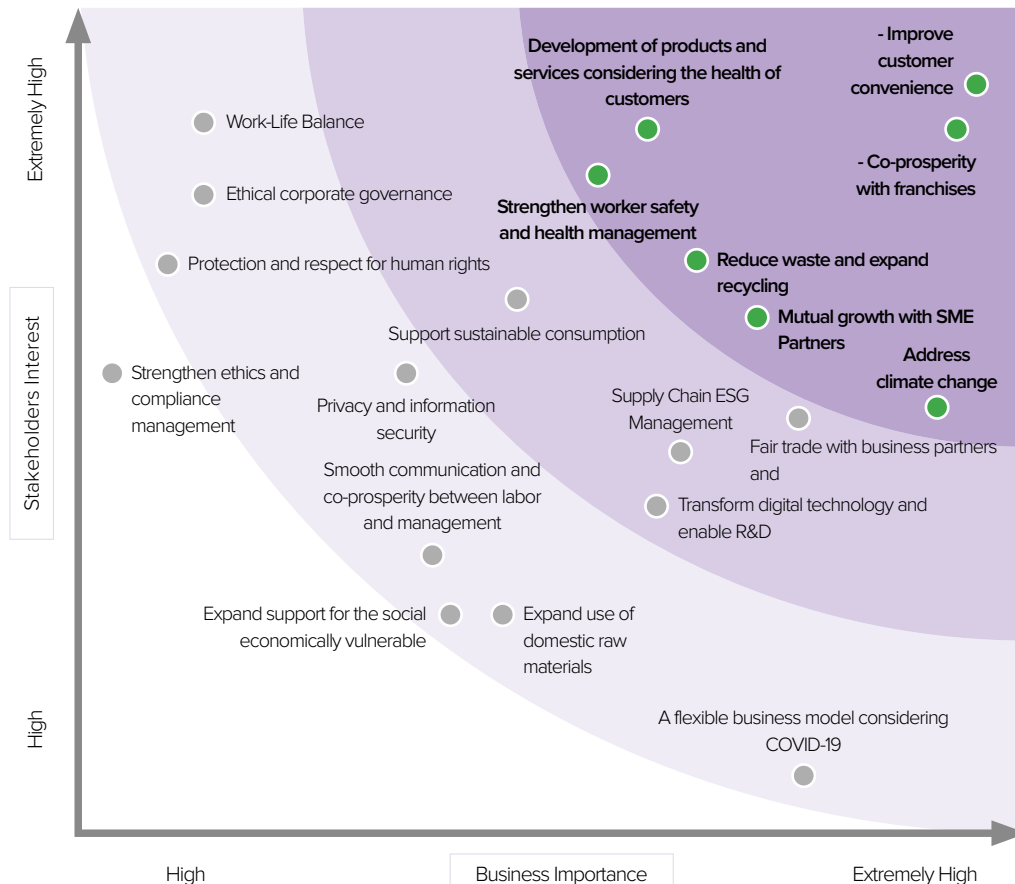 Extremely High
Stakeholders Interest
High
Development of products and
services considering the health of
customers
- Improve
customer
convenience
Work-Life Balance
- Co-prosperity
with franchises
Ethical corporate governance
Strengthen worker safety
and health management
Protection and respect for human rights
Reduce waste and expand
recycling
Support sustainable consumption
Mutual growth with SME
Partners
Address
climate change
Strengthen ethics and
compliance
management
Privacy and information
security
Supply Chain ESG
Management
Fair trade with business partners
and
Smooth communication and
co-prosperity between labor
and management
Transform digital technology and
enable R&D
Expand support for the social
economically vulnerable
Expand use of
domestic raw
materials
A flexible business model considering
COVID-19
High
Business Importance
Extremely High